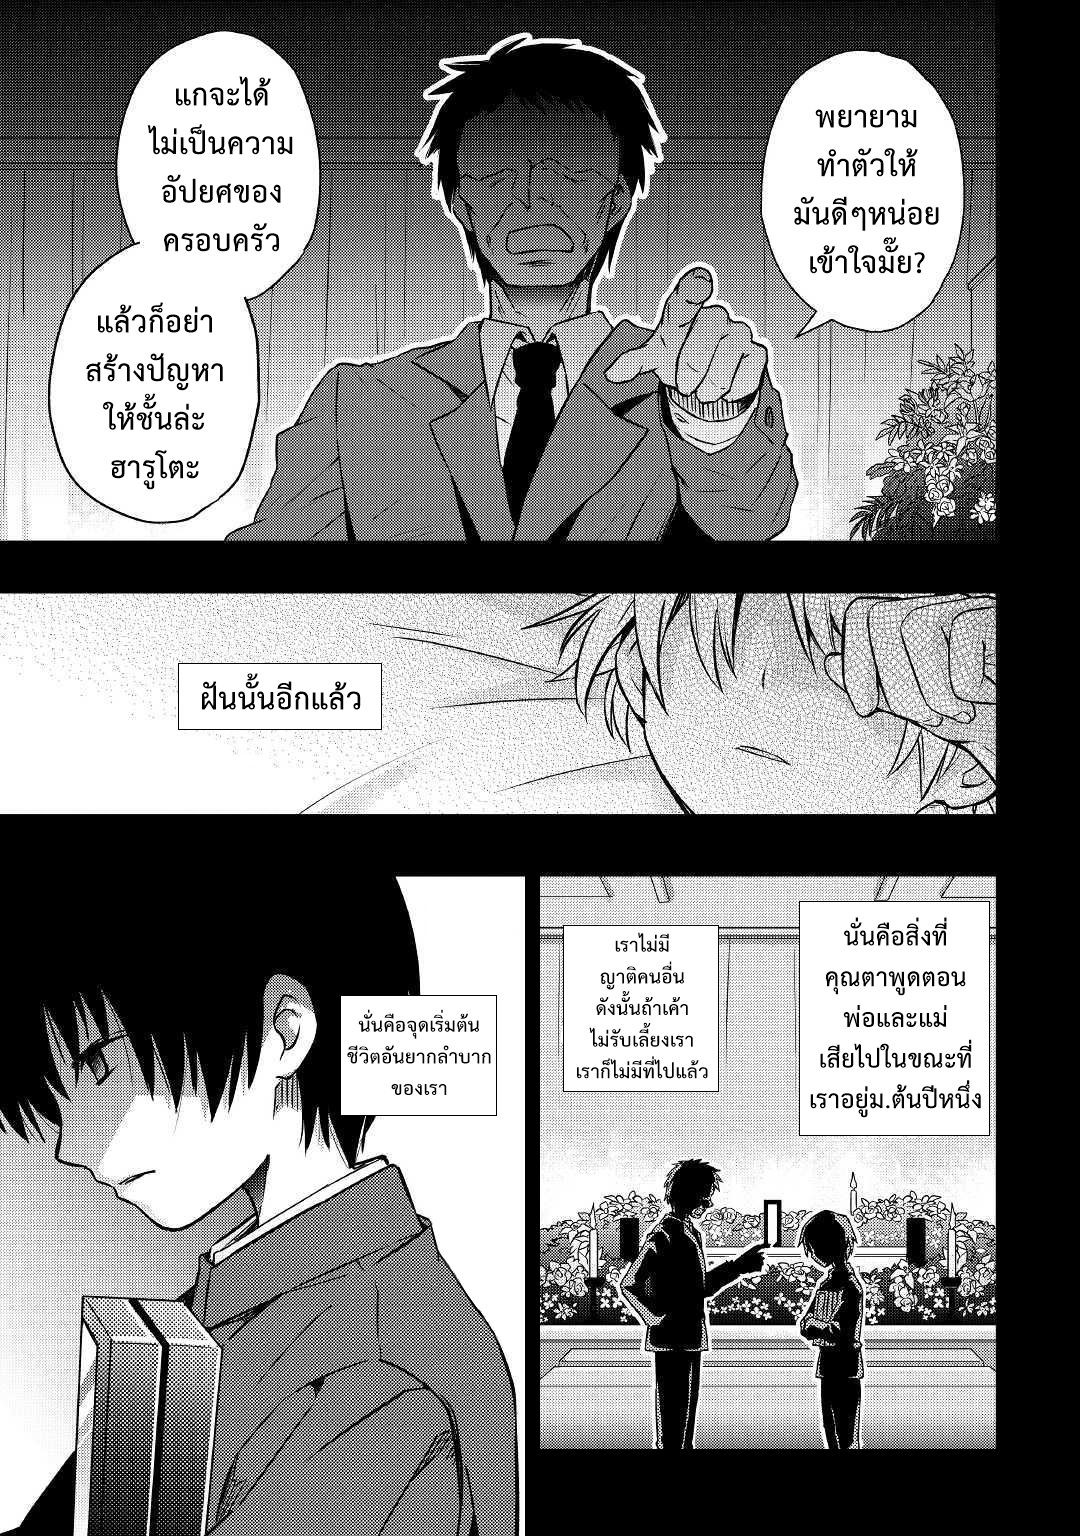 พยายาม
ทำตัวให้
มันดีๆหน่อย
เข้าใจมั๊ย?
แกจะได้
ไม่เป็นความ
อัปยศของ
ครอบครัว
แล้วก็อย่า
สร้างปัญหา
ให้ชั้นล่ะ
ฮารูโตะ
ฝันนั้นอีกแล้ว
นั่นคือสิ่งที่
คุณตาพูดตอน
พ่อและแม่
เสียไปในขณะที่
เราอยู่ม.ต้นปีหนึ่ง
เราไม่มี
ญาติคนอื่น
ดังนั้นถ้าเค้า
ไม่รับเลี้ยงเรา
เราก็ไม่มีที่ไปแล้ว
นั่นคือจุดเริ่มต้น
ชีวิตอันยากลำบาก
ของเรา